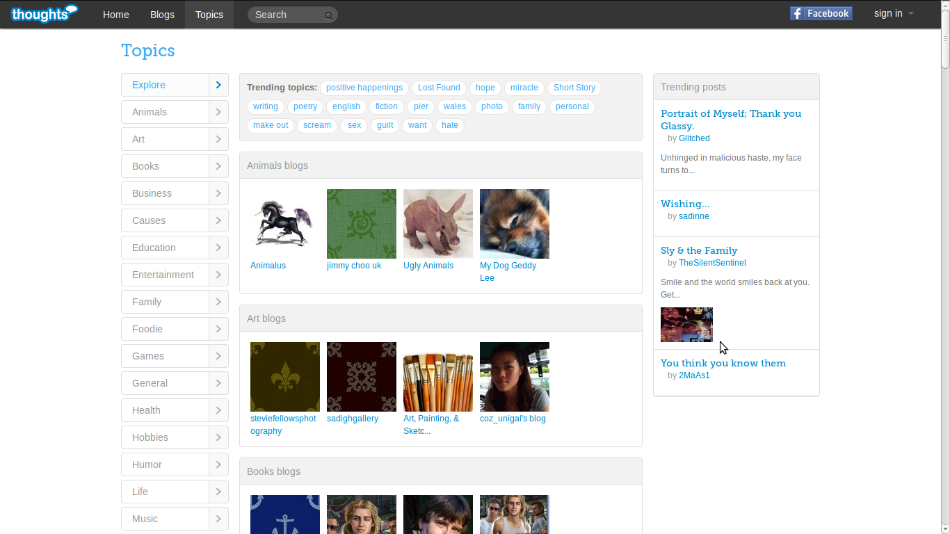 thoughts
Home
Blogs
Topics
Search
Facebook
sign in
Topics
Explore
Animals
Art
Books
Business
Causes
Education
Entertainment
Family
Foodie
Games
General
Health
Hobbies
Humor
Life
Music
Trending topics: positive happenings Lost Found hope miracle Short Story
writing poetry english fiction pier wales photo family personal
make out scream sex guilt want hate
Animals blogs
Animalus
jimmy choo uk
Ugly Animals
My Dog Geddy
Lee
Art blogs
steviefellowsphot
ography
sadighgallery
Art, Painting, &
Sketc...
coz_unigal's blog
Books blogs
Trending posts
Portrait of Myself; Thank you
Glassy.
by Glitched
Unhinged in malicious haste, my face
turns to...
Wishing...
by sadinne
Sly & the Family
by TheSilentSentinel
Smile and the world smiles back at you.
Get...
You think you know them
by 2MaAs1